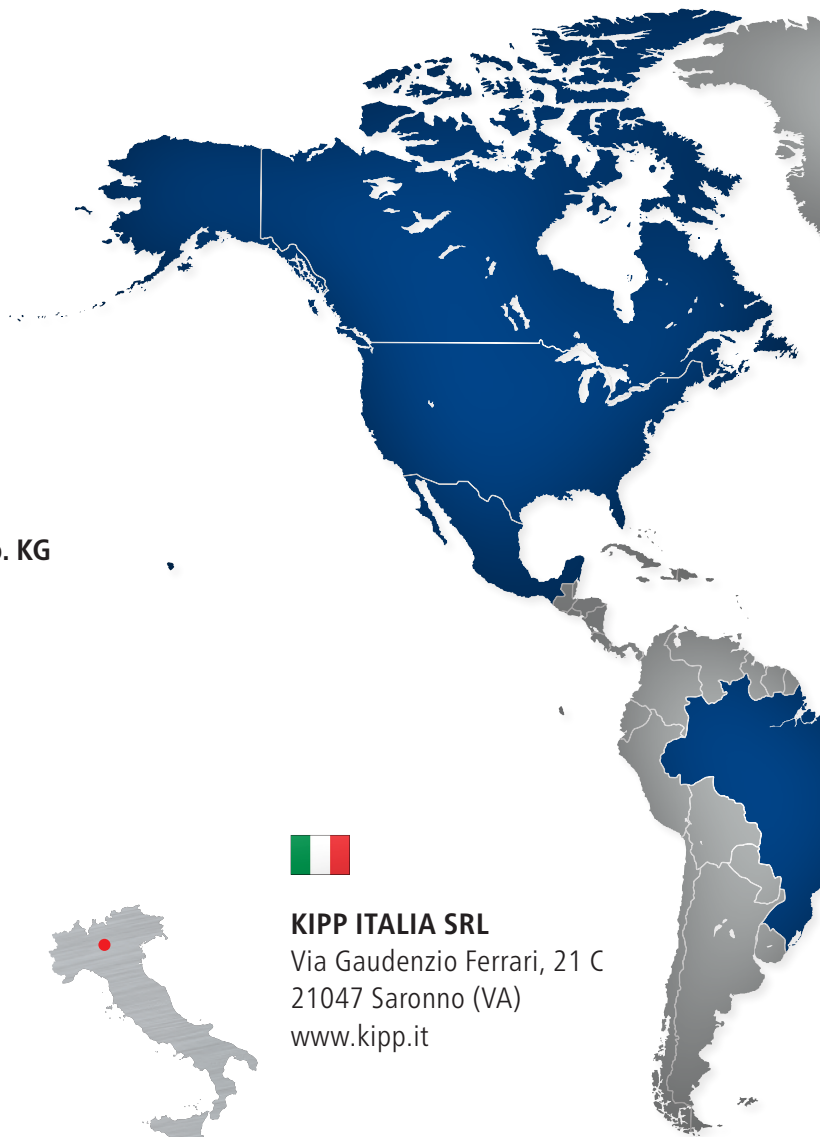 . KG
KIPP ITALIA SRL
Via Gaudenzio Ferrari, 21 C
21047 Saronno (VA)
www.kipp.it